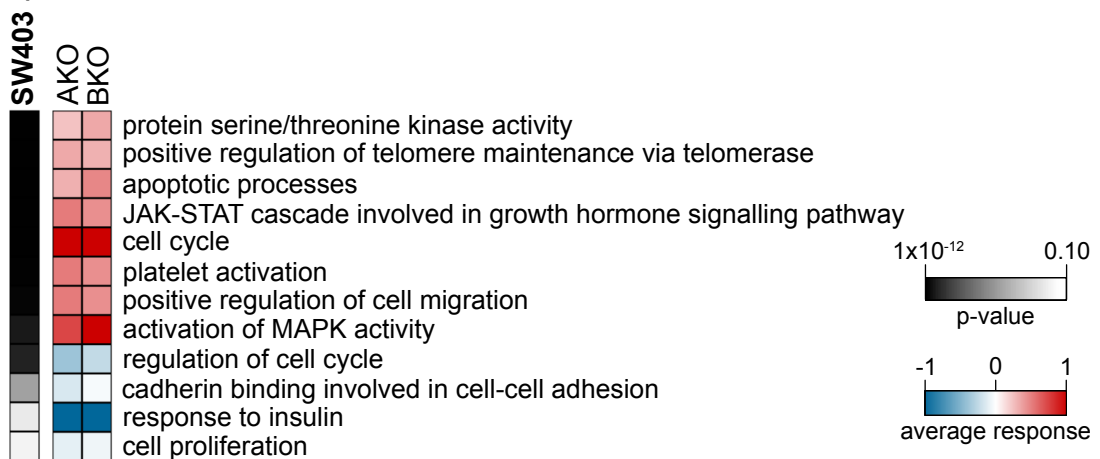 SW403
AKO
BKO
protein serine/threonine kinase activity
positive regulation of telomere maintenance via telomerase
apoptotic processes
JAK-STAT cascade involved in growth hormone signalling pathway
cell cycle
platelet activation
positive regulation of cell migration
activation of MAPK activity
regulation of cell cycle
cadherin binding involved in cell-cell adhesion
response to insulin
cell proliferation
1x10⁻¹² 0.10
p-value
-1 0 1
average response